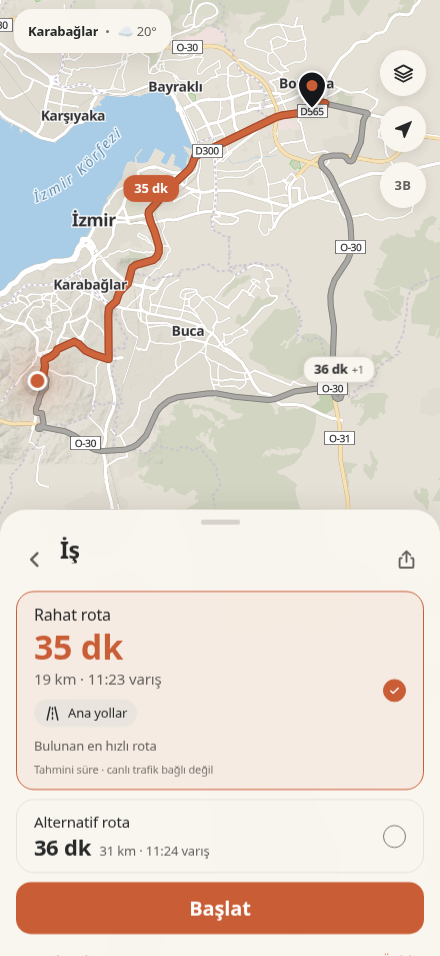 Karabağlar • 20°
O-30
Bayraklı
Karşıyaka
D565
D300
İzmir Körfezi
35 dk
3B
İzmir
O-30
Karabağlar
Buca
36 dk +1
O-30
O-31
O-30
İş
Rahat rota
35 dk
19 km · 11:23 varış
Ana yollar
Bulunan en hızlı rota
Tahmini süre · canlı trafik bağlı değil
Alternatif rota
36 dk 31 km · 11:24 varış
Başlat